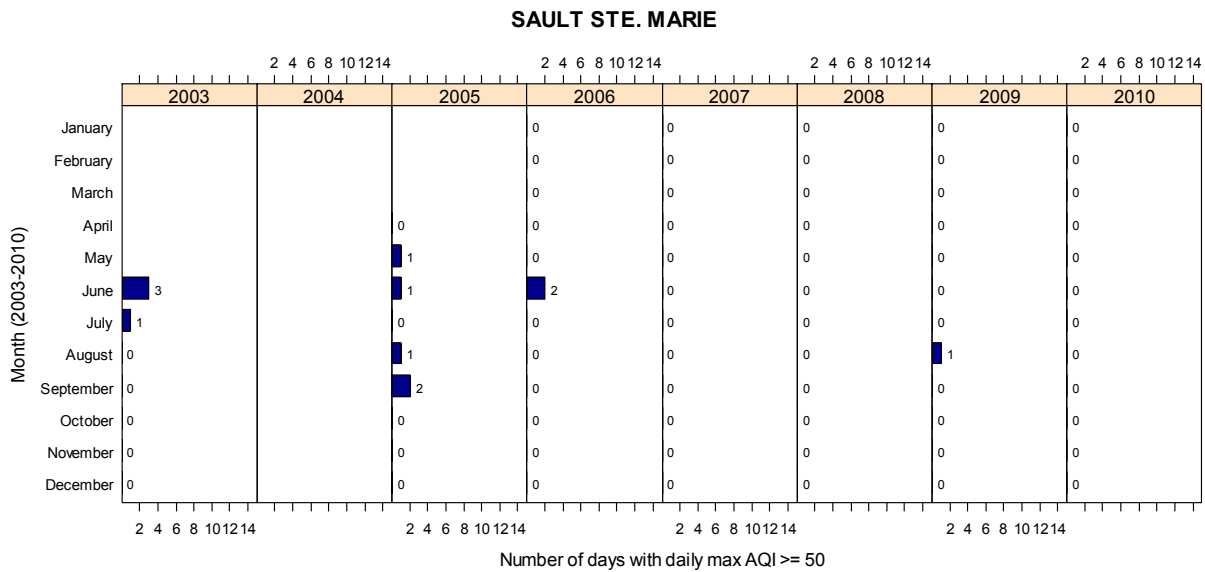 SAULT STE. MARIE
2 4 6 8 10 12 14 2 4 6 8 10 12 14 2 4 6 8 10 12 14 2 4 6 8 10 12 14
2003 2004 2005 2006 2007 2008 2009 2010
January 0 0 0 0 0
February 0 0 0 0 0
March 0 0 0 0 0
April 0 0 0 0 0 0
May 1 0 0 0 0 0
June 3 1 2 0 0 0 0
July 1 0 0 0 0 0 0
August 0 1 0 0 0 1 0
September 0 2 0 0 0 0 0
October 0 0 0 0 0 0 0
November 0 0 0 0 0 0 0
December 0 0 0 0 0 0 0
Month (2003-2010)
2 4 6 8 10 12 14 2 4 6 8 10 12 14 2 4 6 8 10 12 14 2 4 6 8 10 12 14
Number of days with daily max AQI >= 50